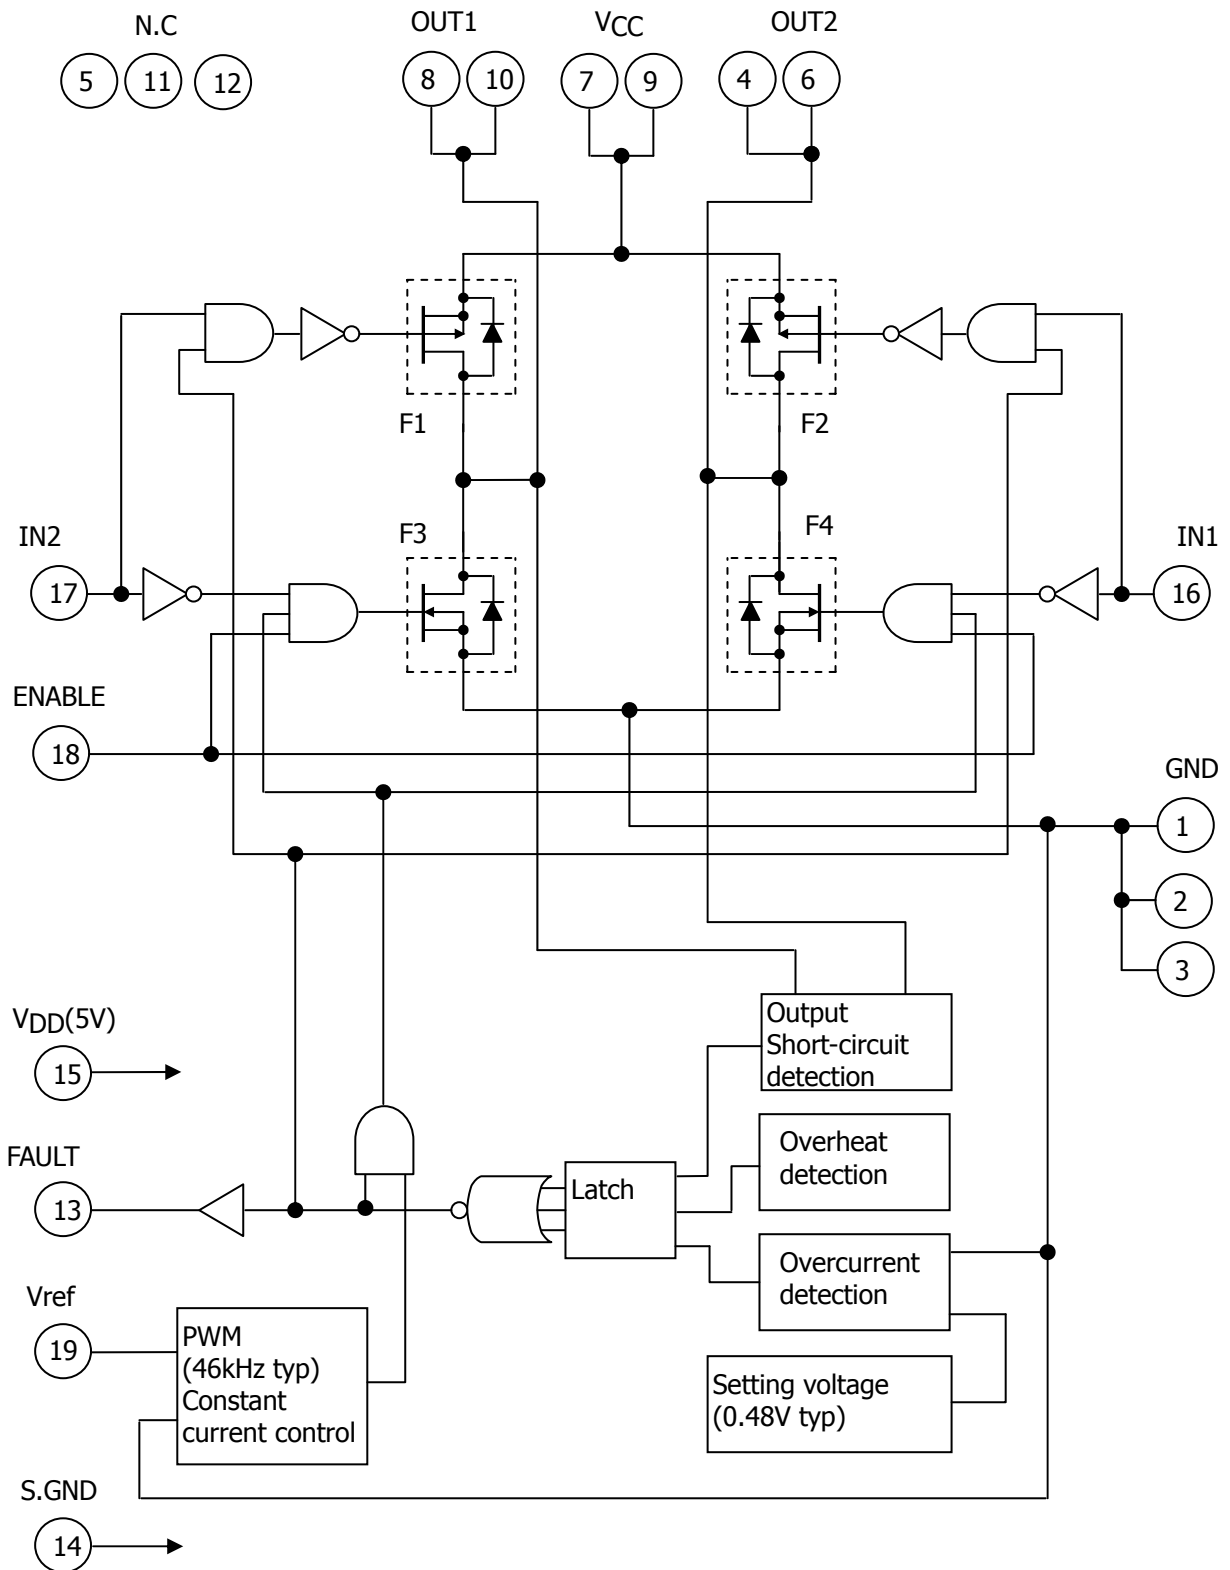 N.C
OUT1
VCC
OUT2
5
11
12
8
10
7
9
4
6
F1
F2
F3
F4
IN2
17
IN1
16
ENABLE
18
GND
1
2
3
VDD(5V)
15
Output
Short-circuit
detection
FAULT
13
Latch
Overheat
detection
Overcurrent
detection
Vref
19
PWM
(46kHz typ)
Constant
current control
Setting voltage
(0.48V typ)
S.GND
14